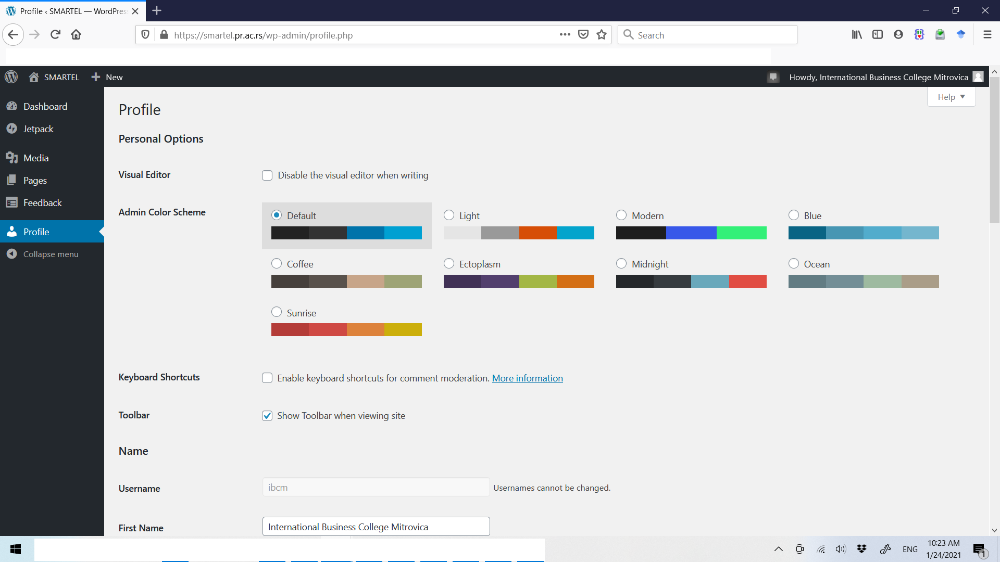 Profile ‹ SMARTEL — WordPres
https://smartel.pr.ac.rs/wp-admin/profile.php
Search
SMARTEL
New
Howdy, International Business College Mitrovica
Help
Dashboard
Jetpack
Media
Pages
Feedback
Profile
Collapse menu
Profile
Personal Options
Visual Editor
Disable the visual editor when writing
Admin Color Scheme
Default
Light
Modern
Blue
Coffee
Ectoplasm
Midnight
Ocean
Sunrise
Keyboard Shortcuts
Enable keyboard shortcuts for comment moderation. More information
Toolbar
Show Toolbar when viewing site
Name
Username
ibcm
Usernames cannot be changed.
First Name
International Business College Mitrovica
ENG
10:23 AM
1/24/2021
1